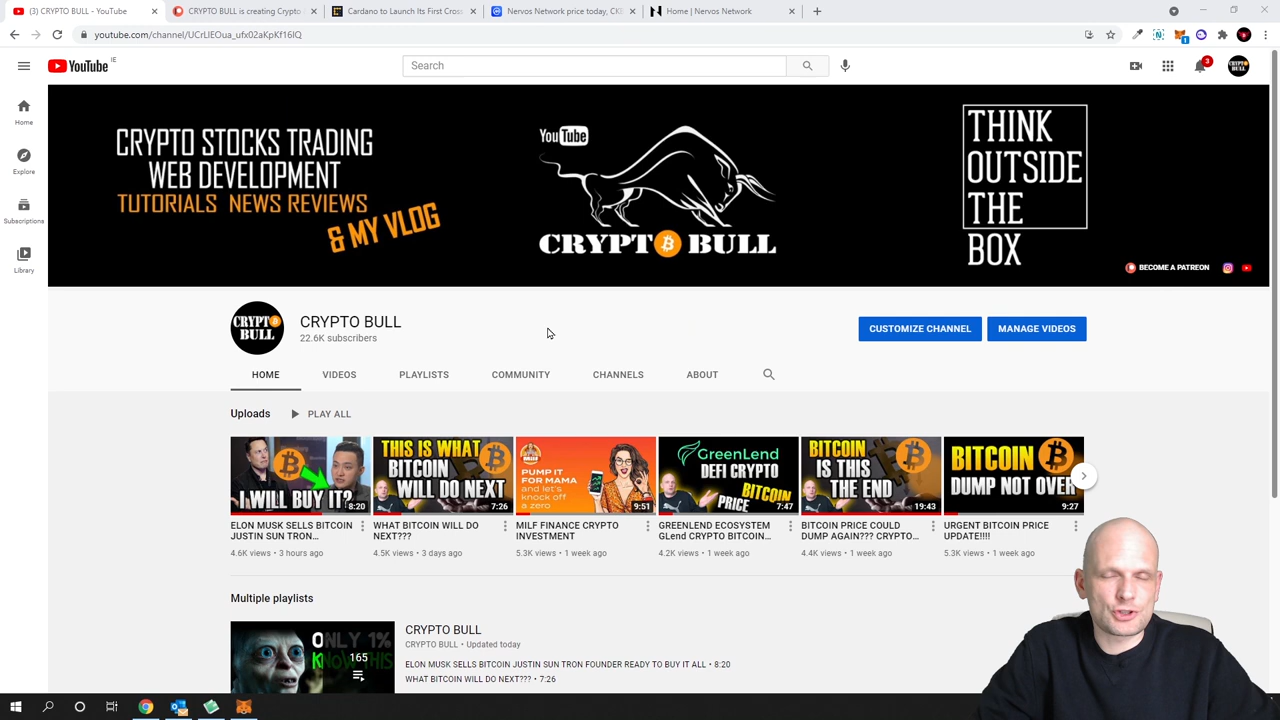 (3) CRYPTO BULL - YouTube
CRYPTO BULL is creating Crypto
Cardano to Launch Its First Cross
Nervos Network price today, CK
Home | Nervos Network
youtube.com/channel/UCrLlEOua_ufx02aKpKf16lQ
YouTube IE
Search
3
CRYPTO BULL
Home
Explore
Subscriptions
Library
CRYPTO STOCKS TRADING
WEB DEVELOPMENT
TUTORIALS NEWS REVIEWS
& MY VLOG
YouTube
CRYPTO BULL
THINK
OUTSIDE
THE
BOX
BECOME A PATREON
CRYPTO
BULL
CRYPTO BULL
22.6K subscribers
CUSTOMIZE CHANNEL
MANAGE VIDEOS
HOME
VIDEOS
PLAYLISTS
COMMUNITY
CHANNELS
ABOUT
Uploads
PLAY ALL
I WILL BUY IT?
8:20
ELON MUSK SELLS BITCOIN
JUSTIN SUN TRON...
4.6K views • 3 hours ago
THIS IS WHAT
BITCOIN
WILL DO NEXT
7:26
WHAT BITCOIN WILL DO
NEXT???
4.5K views • 3 days ago
PUMP IT
FOR MAMA
and let's
knock off
a zero
9:51
MILF FINANCE CRYPTO
INVESTMENT
5.3K views • 1 week ago
GREENLEND
DEFI CRYPTO
BITCOIN
PRICE
7:47
GREENLEND ECOSYSTEM
GLend CRYPTO BITCOIN...
4.2K views • 1 week ago
BITCOIN
IS THIS
THE END
19:43
BITCOIN PRICE COULD
DUMP AGAIN??? CRYPTO...
4.4K views • 1 week ago
BITCOIN
DUMP NOT OVER
9:27
URGENT BITCOIN PRICE
UPDATE!!!!
5.3K views • 1 week ago
Multiple playlists
ONLY 1%
KNOW THIS
165
CRYPTO BULL
CRYPTO BULL • Updated today
ELON MUSK SELLS BITCOIN JUSTIN SUN TRON FOUNDER READY TO BUY IT ALL • 8:20
WHAT BITCOIN WILL DO NEXT??? • 7:26